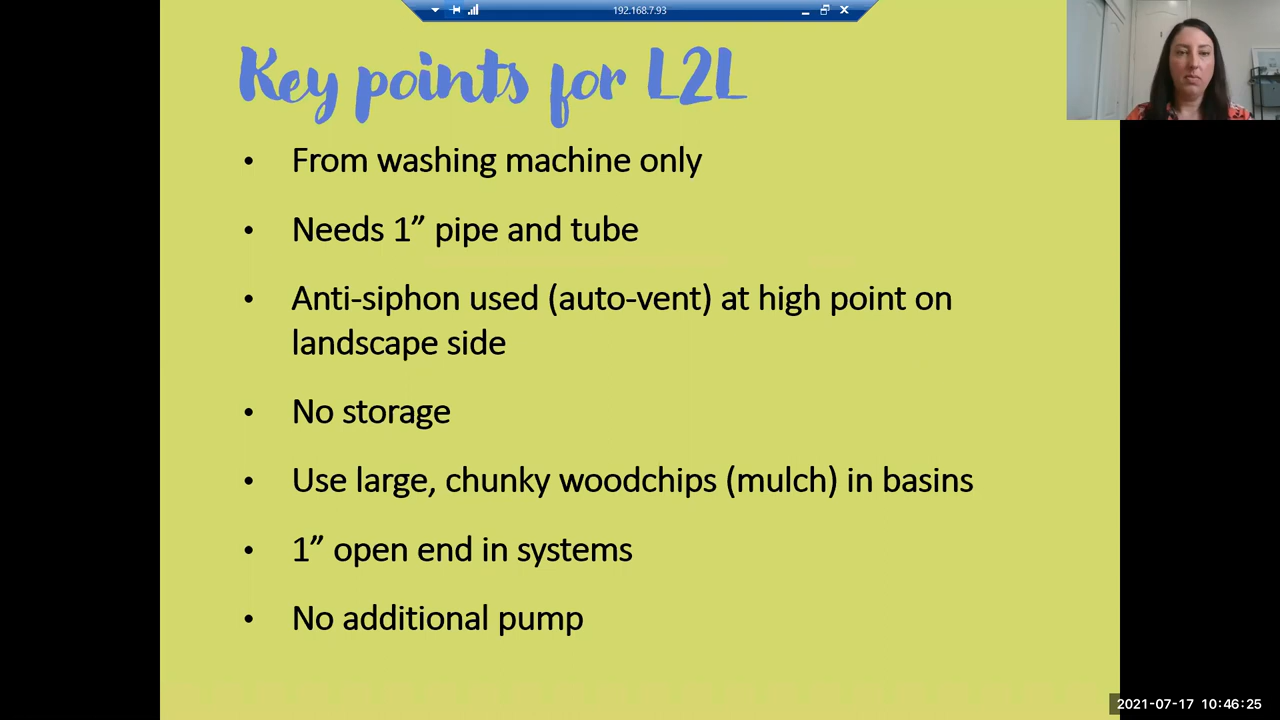 192.168.7.93
Key points for L2L
• From washing machine only
• Needs 1” pipe and tube
• Anti-siphon used (auto-vent) at high point on
landscape side
• No storage
• Use large, chunky woodchips (mulch) in basins
• 1” open end in systems
• No additional pump
2021-07-17 10:46:25